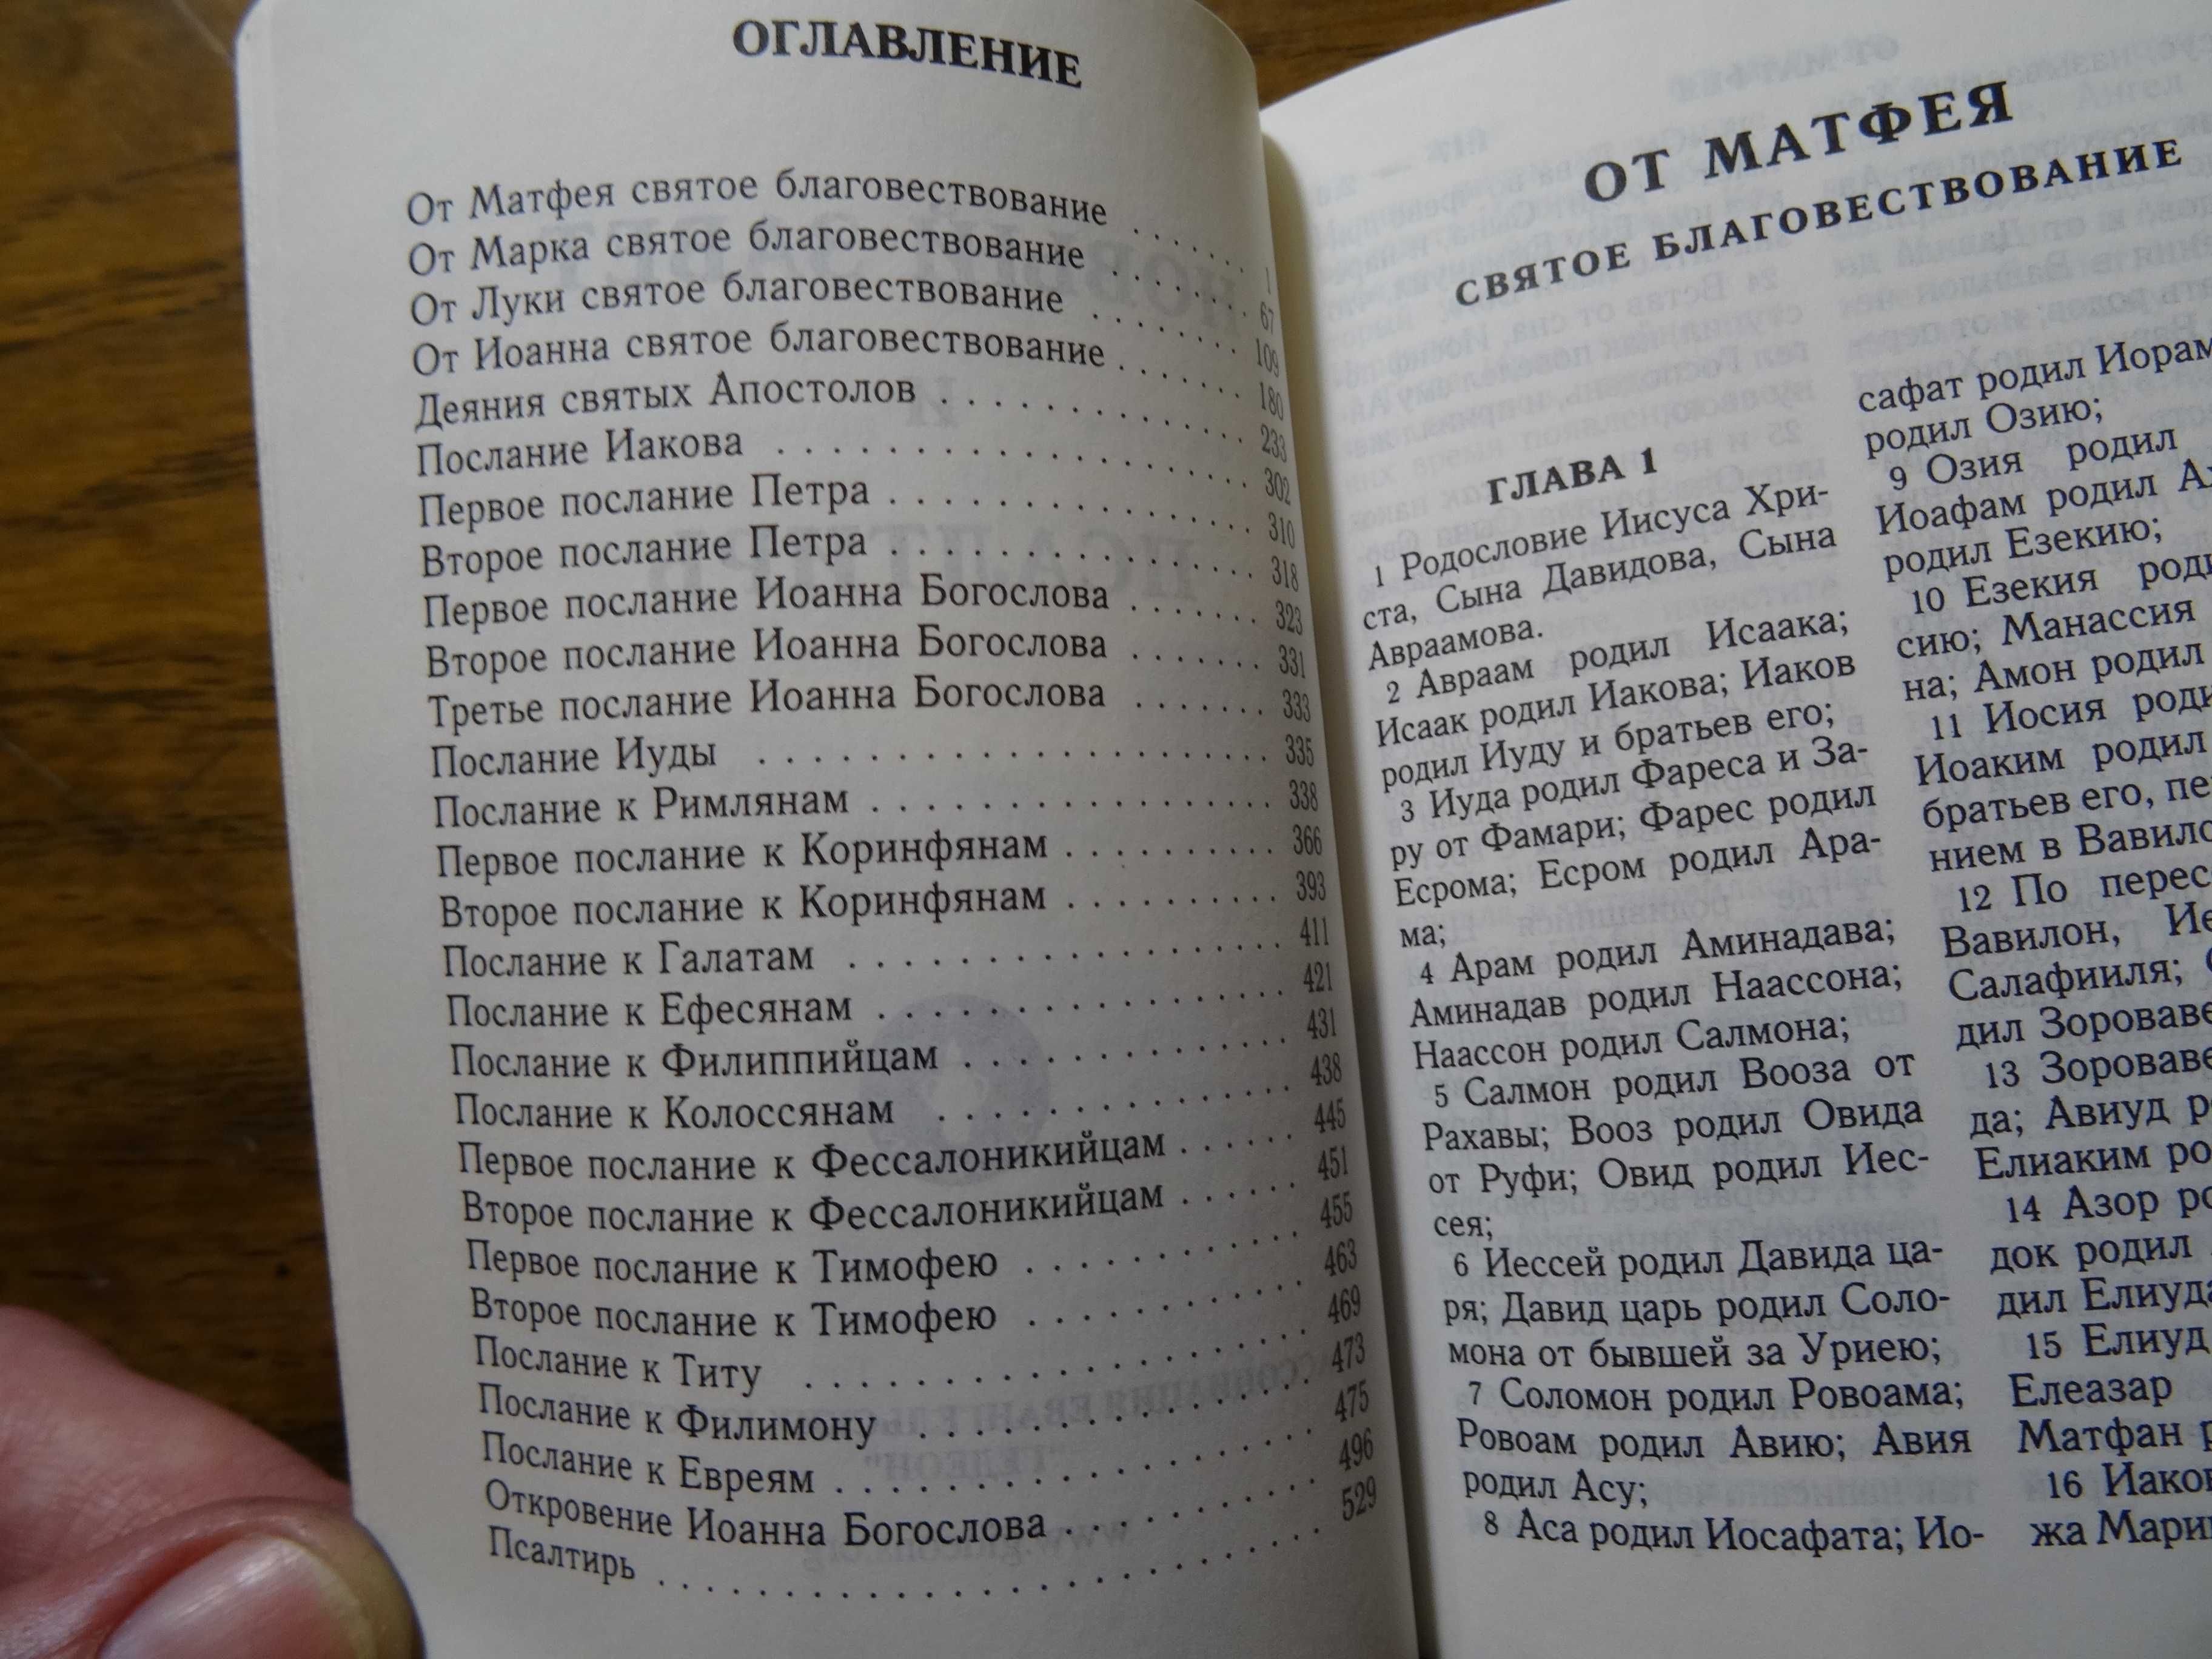 ОГЛАВЛЕНИЕ
От Матфея святое благовествование . . . . . . 1
От Марка святое благовествование . . . . . . . 67
От Луки святое благовествование . . . . . . . . 109
От Иоанна святое благовествование . . . . . . . 180
Деяния святых Апостолов . . . . . . . . . . . . . 233
Послание Иакова . . . . . . . . . . . . . . . . . . 302
Первое послание Петра . . . . . . . . . . . . . . . 310
Второе послание Петра . . . . . . . . . . . . . . . 318
Первое послание Иоанна Богослова . . . . . . . 323
Второе послание Иоанна Богослова . . . . . . . 331
Третье послание Иоанна Богослова . . . . . . . 333
Послание Иуды . . . . . . . . . . . . . . . . . . . 335
Послание к Римлянам . . . . . . . . . . . . . . . . 338
Первое послание к Коринфянам . . . . . . . . . . 366
Второе послание к Коринфянам . . . . . . . . . . 393
Послание к Галатам . . . . . . . . . . . . . . . . . 411
Послание к Ефесянам . . . . . . . . . . . . . . . . 421
Послание к Филиппийцам . . . . . . . . . . . . . 431
Послание к Колоссянам . . . . . . . . . . . . . . 438
Первое послание к Фессалоникийцам . . . . . . 445
Второе послание к Фессалоникийцам . . . . . . 451
Первое послание к Тимофею . . . . . . . . . . . . 455
Второе послание к Тимофею . . . . . . . . . . . . 463
Послание к Титу . . . . . . . . . . . . . . . . . . . 469
Послание к Филимону . . . . . . . . . . . . . . . 473
Послание к Евреям . . . . . . . . . . . . . . . . . 475
Откровение Иоанна Богослова . . . . . . . . . . . 496
Псалтирь . . . . . . . . . . . . . . . . . . . . . . . 529
ОТ МАТФЕЯ
СВЯТОЕ БЛАГОВЕСТВОВАНИЕ
ГЛАВА 1
1 Родословие Иисуса Хри-
ста, Сына Давидова, Сына
Авраамова.
2 Авраам родил Исаака;
Исаак родил Иакова; Иаков
родил Иуду и братьев его;
3 Иуда родил Фареса и За-
ру от Фамари; Фарес родил
Есрома; Есром родил Ара-
ма;
4 Арам родил Аминадава;
Аминадав родил Наассона;
Наассон родил Салмона;
5 Салмон родил Вооза от
Рахавы; Вооз родил Овида
от Руфи; Овид родил Иес-
сея;
6 Иессей родил Давида ца-
ря; Давид царь родил Соло-
мона от бывшей за Уриею;
7 Соломон родил Ровоама;
Ровоам родил Авию; Авия
родил Асу;
8 Аса родил Иосафата; Ио-
сафат родил Иорам
родил Озию;
9 Озия родил
Иоафам родил
родил Езекию;
10 Езекия
сию; Манассия
на; Амон родил
11 Иосия
Иоаким родил
братьев его,
нием в
12 По
Вавилон,
Салафииля;
дил
13
да; Авиуд
Елиаким
14 Азор
док родил
дил
15 Елиуд
Елеазар
Матфан
16
жа